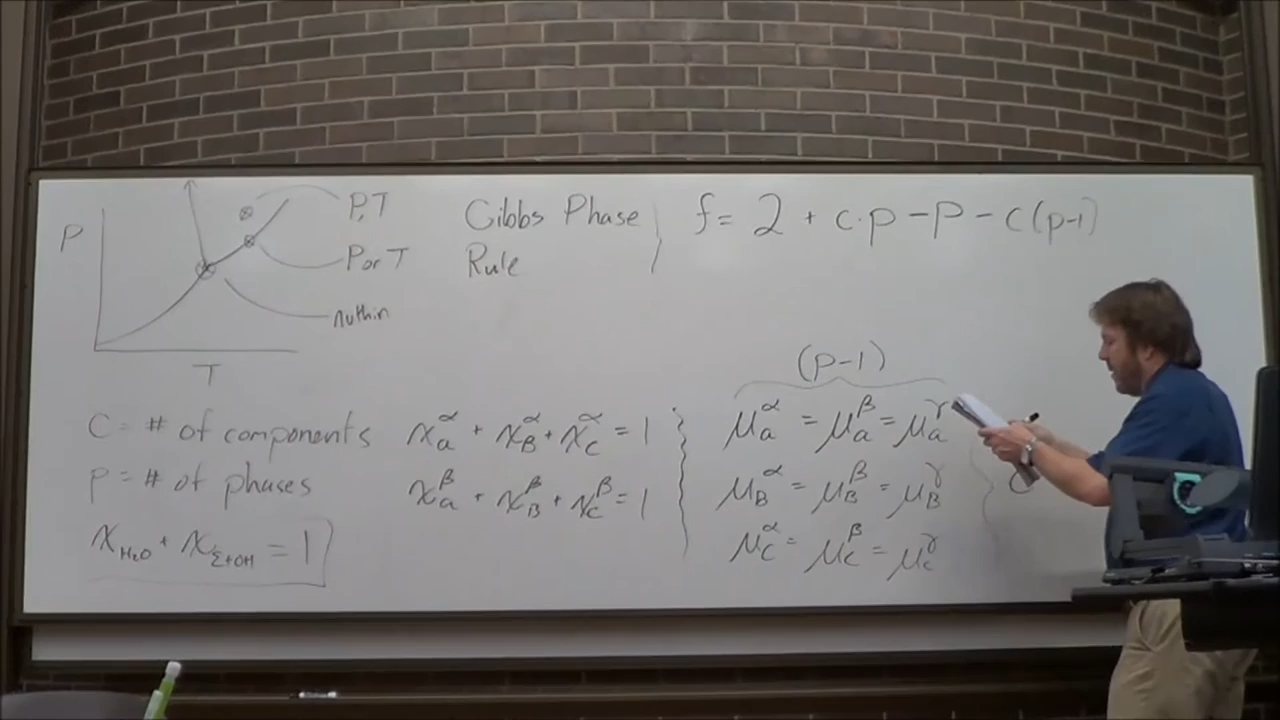 P
T
P,T
P or T
nuthin
Gibbs Phase
Rule
f = 2 + c·p - p - c(p-1)
C = # of components
p = # of phases
x_H₂O + x_EtOH = 1
x_a^α + x_B^α + x_C^α = 1
x_a^β + x_B^β + x_C^β = 1
(p-1)
μ_a^α = μ_a^β = μ_a^γ
μ_B^α = μ_B^β = μ_B^γ
μ_C^α = μ_C^β = μ_C^γ
C